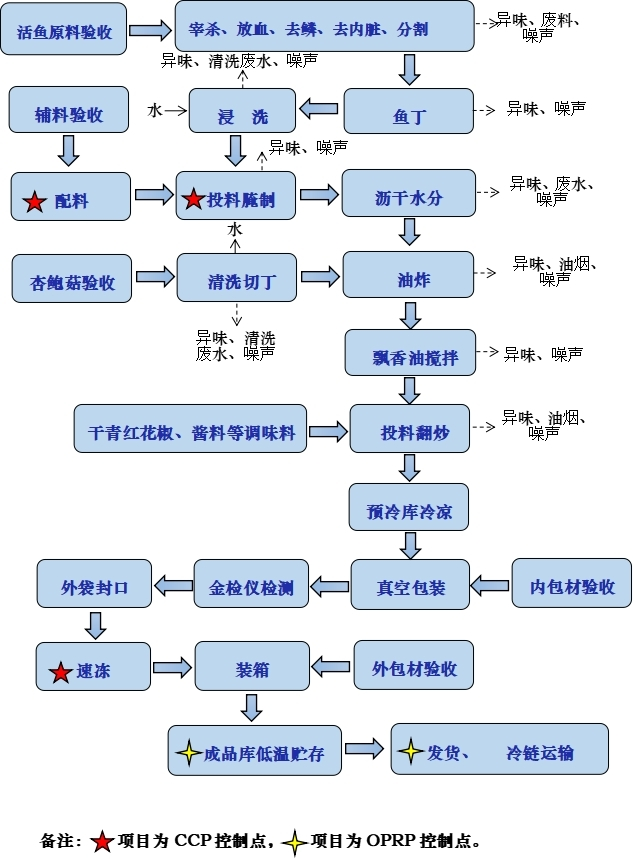 活鱼原料验收
宰杀、放血、去鳞、去内脏、分割
异味、废料、
噪声
异味、清洗废水、噪声
辅料验收
水
浸 洗
鱼丁
异味、噪声
异味、噪声
配料
投料腌制
沥干水分
异味、废水、
噪声
水
杏鲍菇验收
清洗切丁
油炸
异味、油烟、
噪声
异味、清洗
废水、噪声
飘香油搅拌
异味、噪声
干青红花椒、酱料等调味料
投料翻炒
异味、油烟、
噪声
预冷库冷凉
外袋封口
金检仪检测
真空包装
内包材验收
速冻
装箱
外包材验收
成品库低温贮存
发货、 冷链运输
备注: 项目为 CCP 控制点, 项目为 OPRP 控制点。